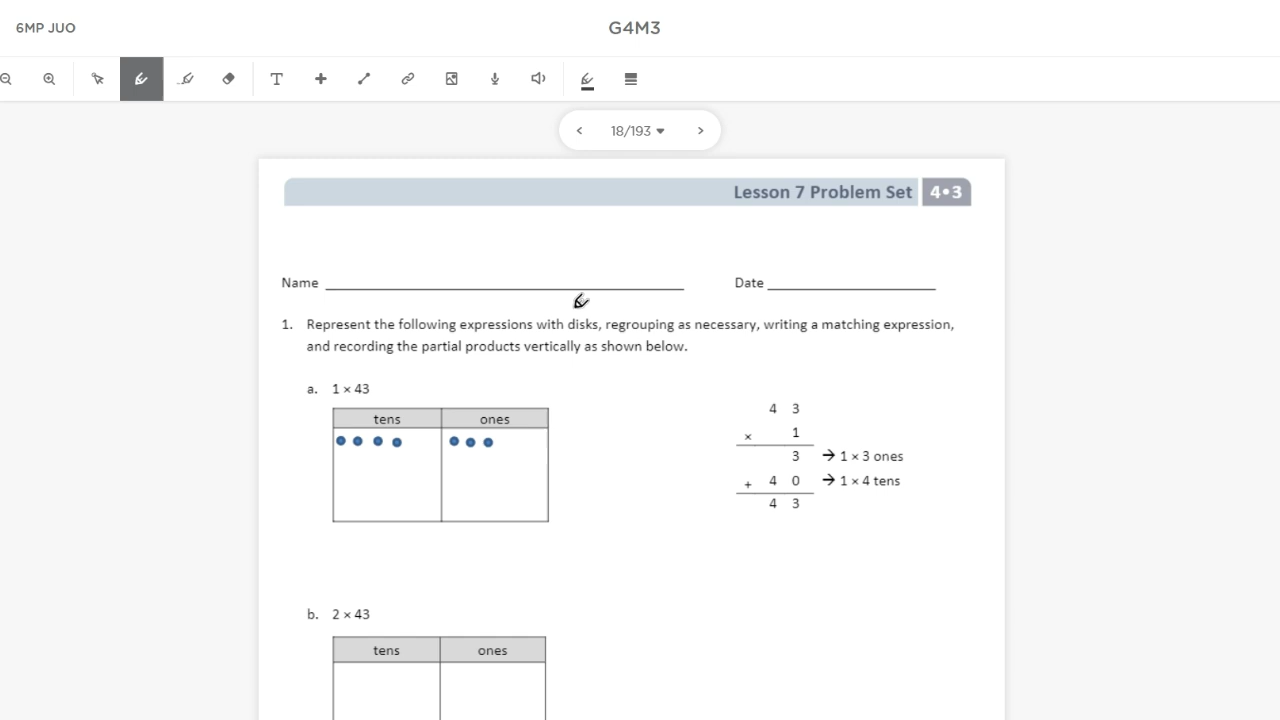 6MP JUO
G4M3
18/193
Lesson 7 Problem Set 4•3
Name
Date
1. Represent the following expressions with disks, regrouping as necessary, writing a matching expression,
and recording the partial products vertically as shown below.
a. 1 × 43
tens ones
4 3
× 1
3 → 1 × 3 ones
+ 4 0 → 1 × 4 tens
4 3
b. 2 × 43
tens ones